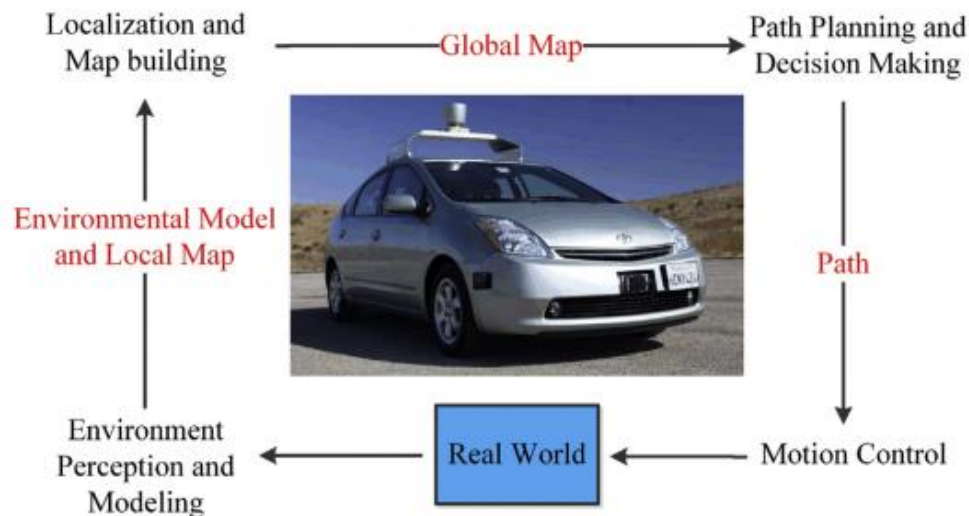 Localization and
Map building
Global Map
Path Planning and
Decision Making
Environmental Model
and Local Map
Path
Environment
Perception and
Modeling
Real World
Motion Control